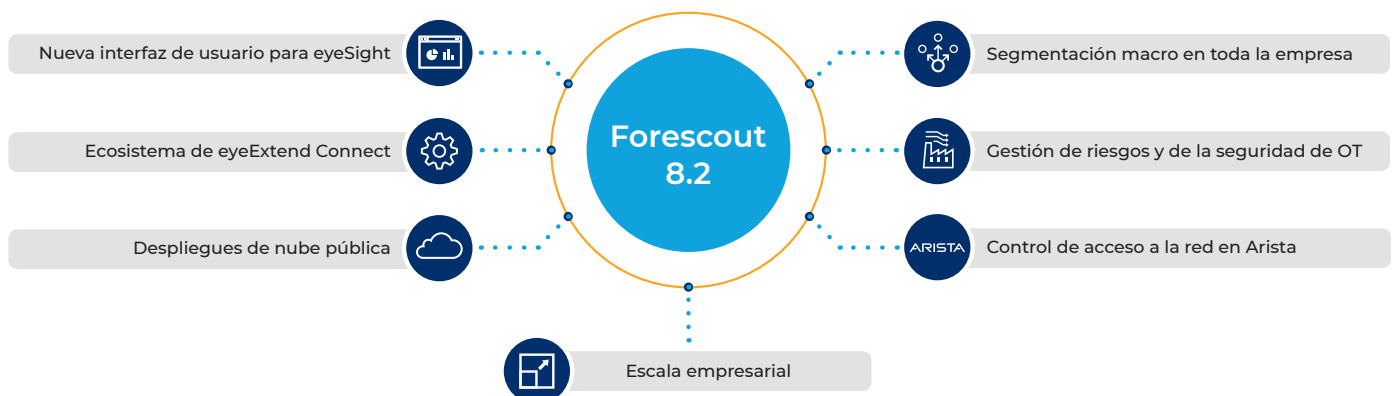 Nueva interfaz de usuario para eyeSight
Ecosistema de eyeExtend Connect
Despliegues de nube pública
Forescout
8.2
Segmentación macro en toda la empresa
Gestión de riesgos y de la seguridad de OT
ARISTA
Control de acceso a la red en Arista
Escala empresarial